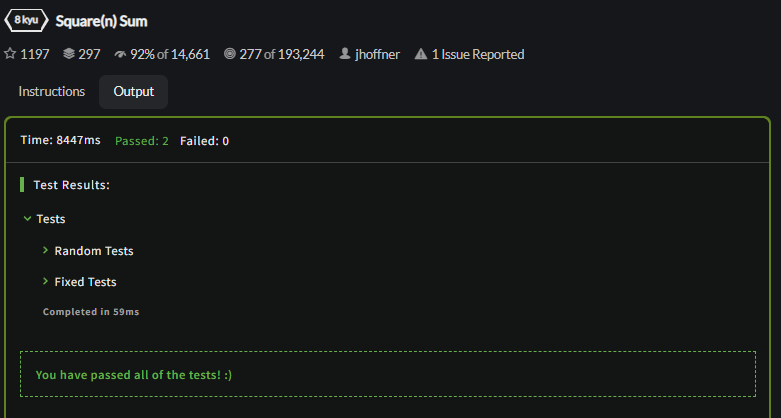 8 kyu Square(n) Sum
1197 297 92% of 14,661 277 of 193,244 jhoffner 1 Issue Reported
Instructions Output
Time: 8447ms Passed: 2 Failed: 0
Test Results:
Tests
Random Tests
Fixed Tests
Completed in 59ms
You have passed all of the tests! :)